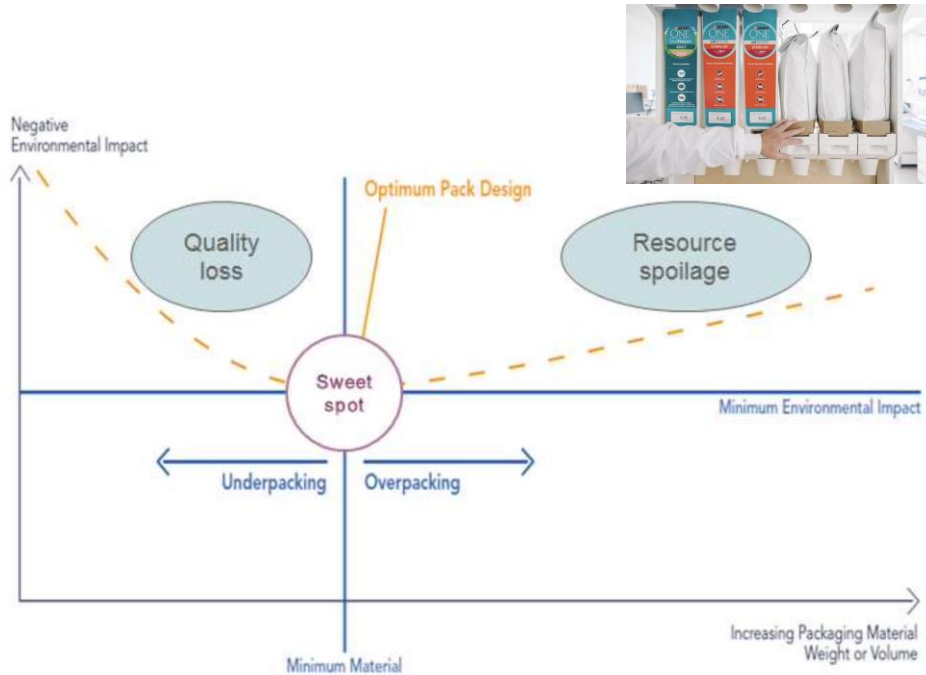 ONE
ONE
ONE
Negative
Environmental Impact
Optimum Pack Design
Quality
loss
Resource
spoilage
Sweet
spot
Minimum Environmental Impact
Underpacking
Overpacking
Increasing Packaging Material
Weight or Volume
Minimum Material